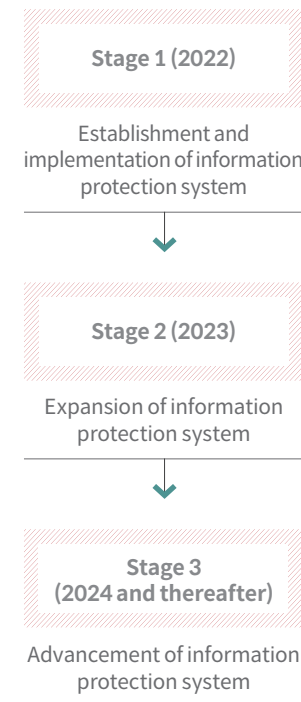 Stage 1 (2022)
Establishment and
implementation of information
protection system
Stage 2 (2023)
Expansion of information
protection system
Stage 3
(2024 and thereafter)
Advancement of information
protection system